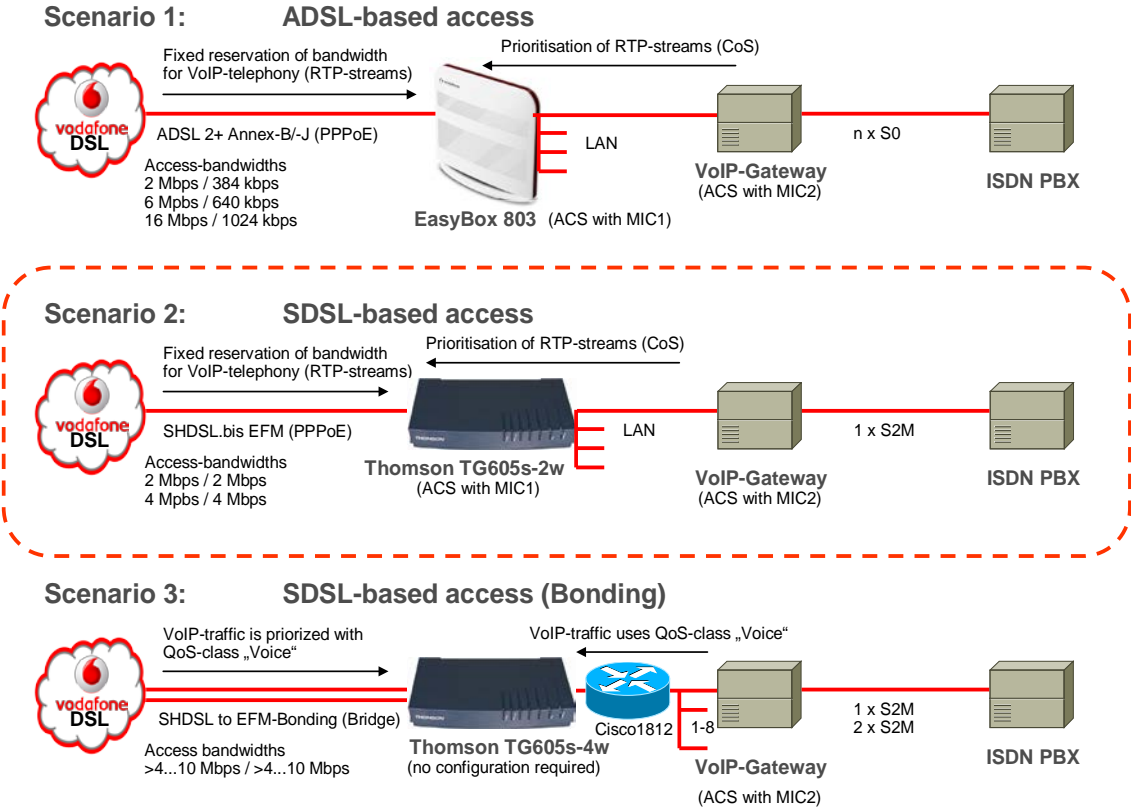 Scenario 1: ADSL-based access
Fixed reservation of bandwidth
for VoIP-telephony (RTP-streams)
Prioritisation of RTP-streams (CoS)
vodafone
DSL
ADSL 2+ Annex-B/-J (PPPoE)
Access-bandwidths
2 Mbps / 384 kbps
6 Mpbs / 640 kbps
16 Mbps / 1024 kbps
EasyBox 803 (ACS with MIC1)
LAN
VoIP-Gateway
(ACS with MIC2)
n x S0
ISDN PBX
Scenario 2: SDSL-based access
Fixed reservation of bandwidth
for VoIP-telephony (RTP-streams)
Prioritisation of RTP-streams (CoS)
vodafone
DSL
SHDSL.bis EFM (PPPoE)
Access-bandwidths
2 Mbps / 2 Mbps
4 Mpbs / 4 Mbps
THOMSON
Thomson TG605s-2w
(ACS with MIC1)
LAN
VoIP-Gateway
(ACS with MIC2)
1 x S2M
ISDN PBX
Scenario 3: SDSL-based access (Bonding)
VoIP-traffic is priorized with
QoS-class „Voice“
VoIP-traffic uses QoS-class „Voice“
vodafone
DSL
SHDSL to EFM-Bonding (Bridge)
Access bandwidths
>4...10 Mbps / >4...10 Mbps
THOMSON
Thomson TG605s-4w
(no configuration required)
Cisco1812
1-8
VoIP-Gateway
(ACS with MIC2)
1 x S2M
2 x S2M
ISDN PBX